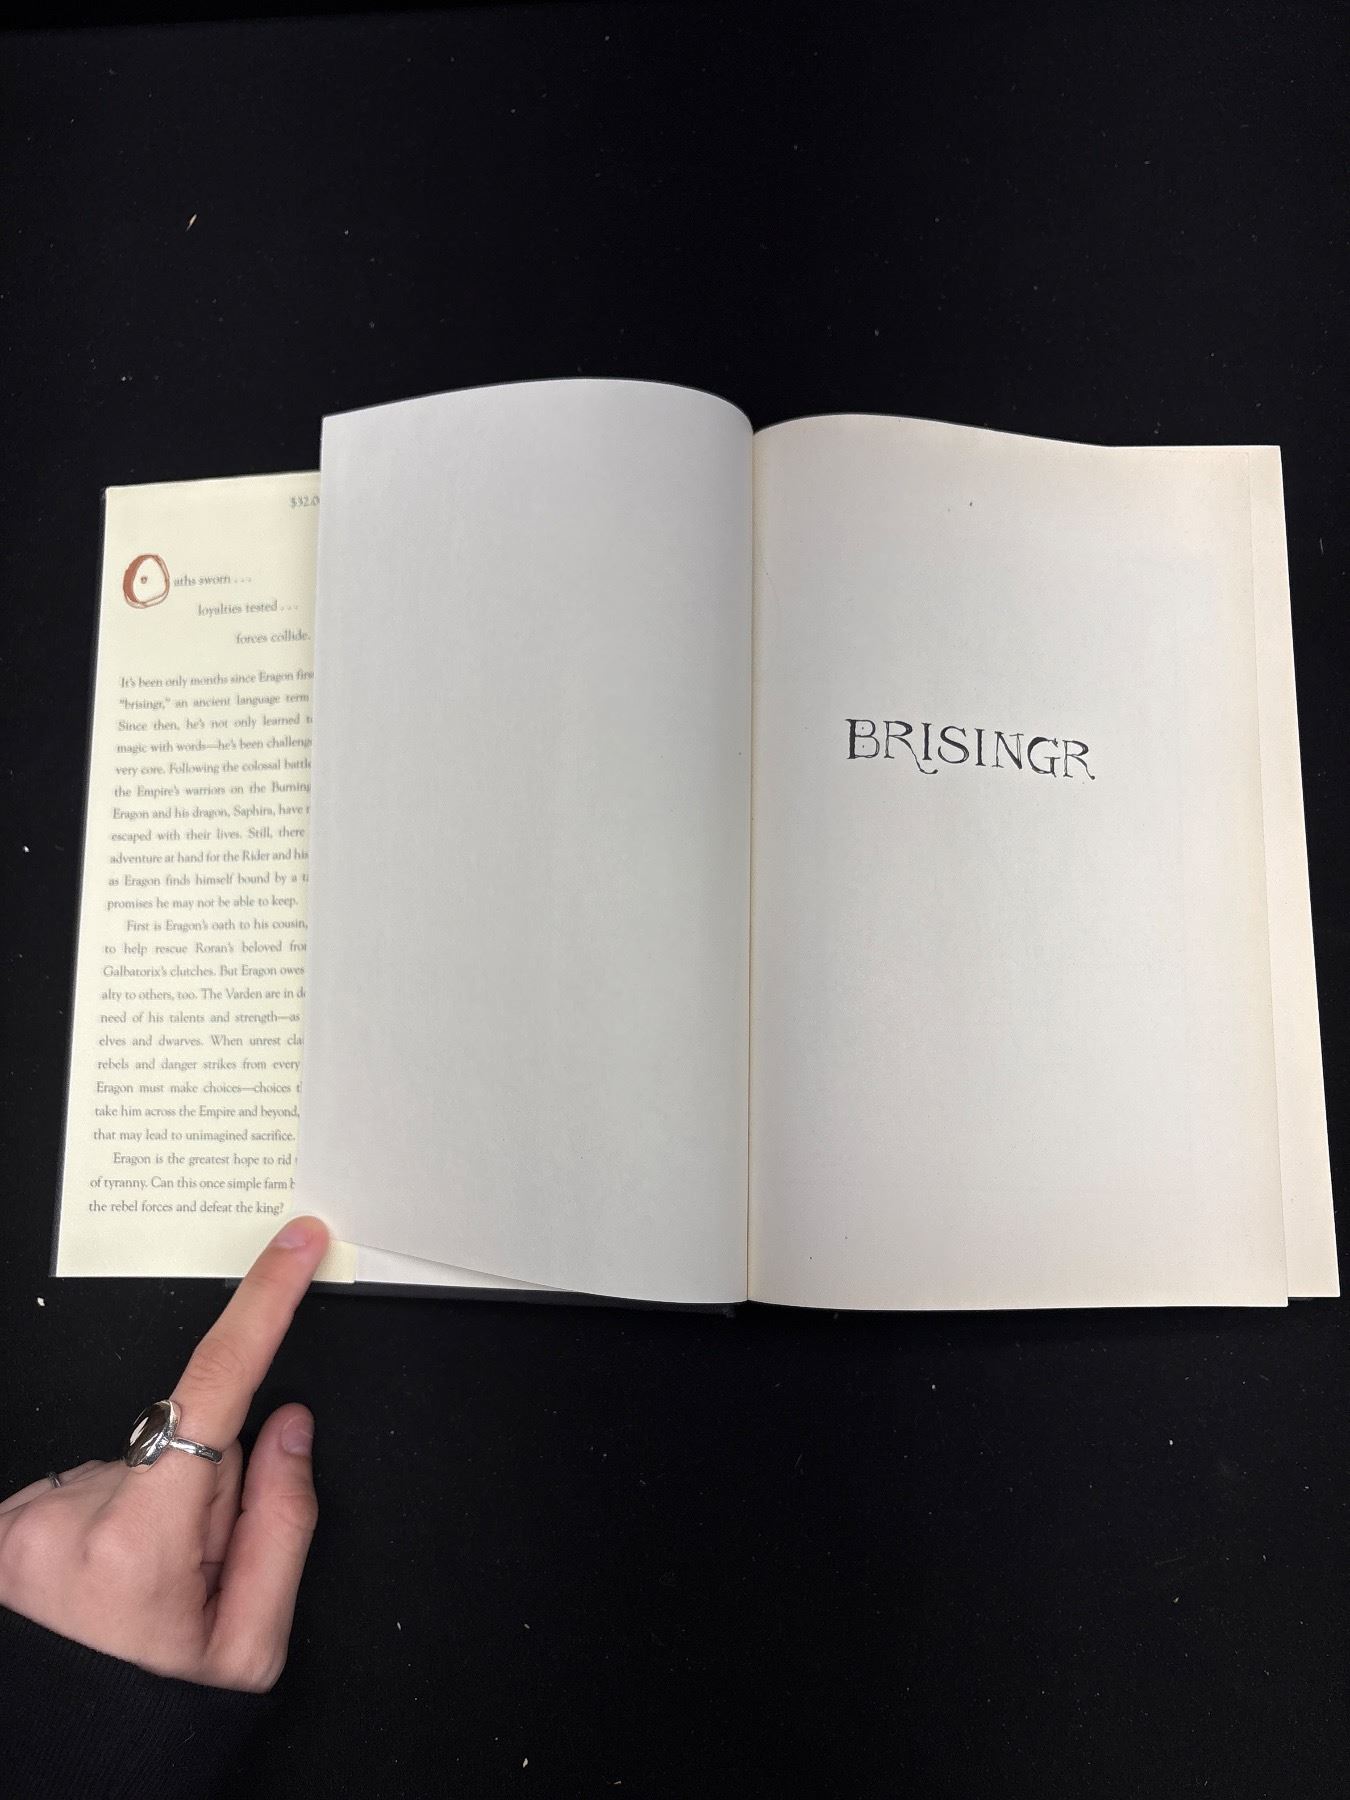 $32.0
Oaths sworn . . .
loyalties tested . . .
forces collide.
It's been only months since Eragon firs
"brisingr," an ancient language term
Since then, he's not only learned t
magic with words—he's been challeng
very core. Following the colossal battle
the Empire's warriors on the Burning
Eragon and his dragon, Saphira, have
escaped with their lives. Still, there
adventure at hand for the Rider and his
as Eragon finds himself bound by a
promises he may not be able to keep.
First is Eragon's oath to his cousin,
to help rescue Roran's beloved fro
Galbatorix's clutches. But Eragon owes
alty to others, too. The Varden are in d
need of his talents and strength—as
elves and dwarves. When unrest cla
rebels and danger strikes from every
Eragon must make choices—choices t
take him across the Empire and beyond,
that may lead to unimagined sacrifice.
Eragon is the greatest hope to rid
of tyranny. Can this once simple farm b
the rebel forces and defeat the king?
BRISINGR